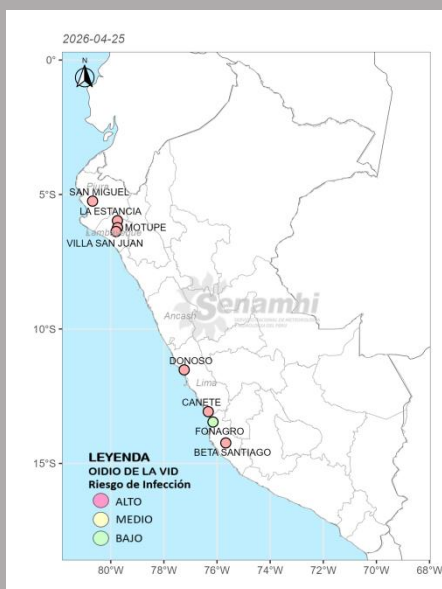 2026-04-25
N
0°
5°S
10°S
15°S
Piura
SAN MIGUEL
LA ESTANCIA
MOTUPE
Lambayeque
VILLA SAN JUAN
Senamhi
Ancash
DONOSO
Lima
CANETE
FONAGRO
BETA SANTIAGO
LEYENDA
OIDIO DE LA VID
Riesgo de Infección
ALTO
MEDIO
BAJO
80°W 78°W 76°W 74°W 72°W 70°W 68°W